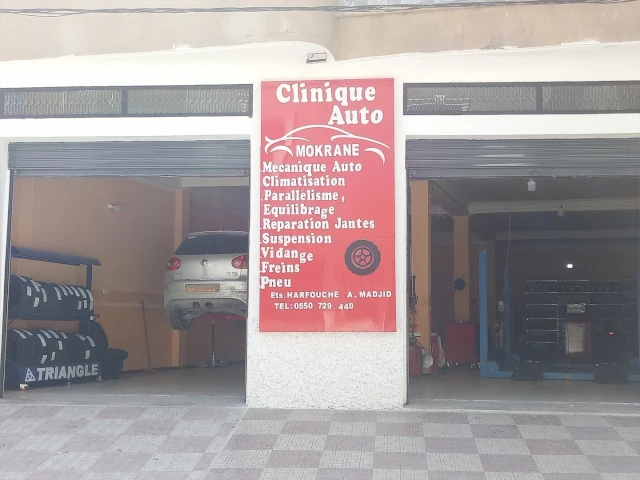 Clinique
Auto
MOKRANE
.Mecanique Auto
.Climatisation
.Parallelisme,
Equilibrage
.Reparation Jantes
.Suspension
.Vidange
.Freins
.Pneu
Ets:HARFOUCHE A. MADJID
TEL:0550 729 440
TRIANGLE